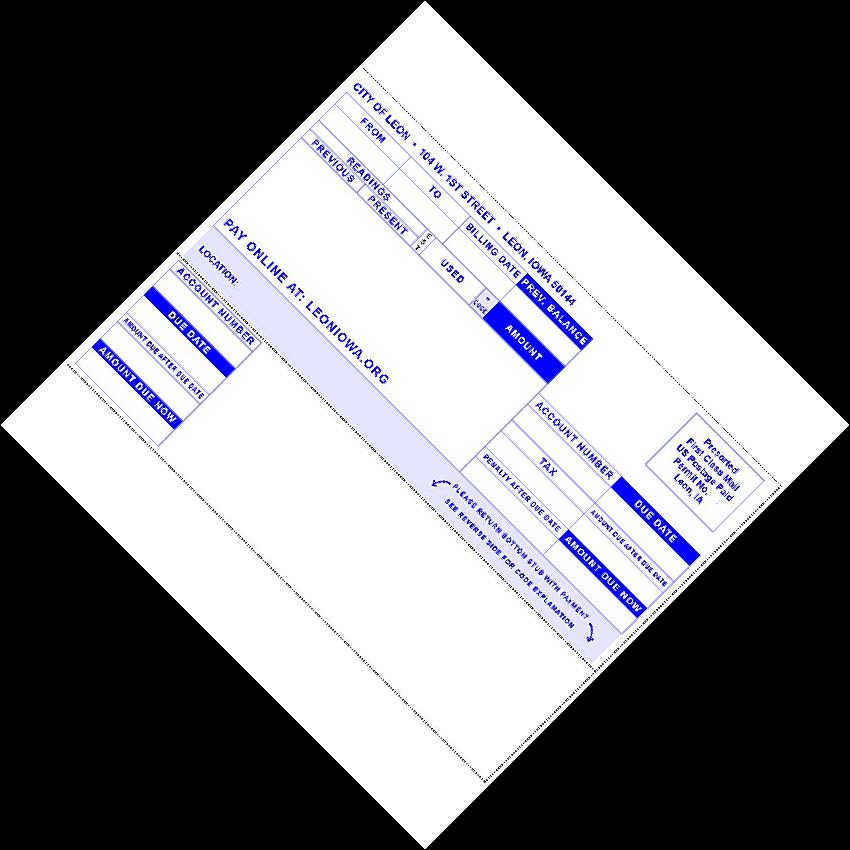 CITY OF LEON • 104 W. 1ST STREET • LEON, IOWA 50144
FROM
TO
BILLING DATE
PREV. BALANCE
READINGS
PREVIOUS
PRESENT
USED
* CODE
AMOUNT
Presorted
First Class Mail
US Postage Paid
Permit No.
Leon, IA
ACCOUNT NUMBER
DUE DATE
TAX
PENALTY AFTER DUE DATE
AMOUNT DUE AFTER DUE DATE
AMOUNT DUE NOW
PAY ONLINE AT: LEONIOWA.ORG
LOCATION:
PLEASE RETURN BOTTOM STUB WITH PAYMENT
SEE REVERSE SIDE FOR CODE EXPLANATION
ACCOUNT NUMBER
DUE DATE
AMOUNT DUE AFTER DUE DATE
AMOUNT DUE NOW